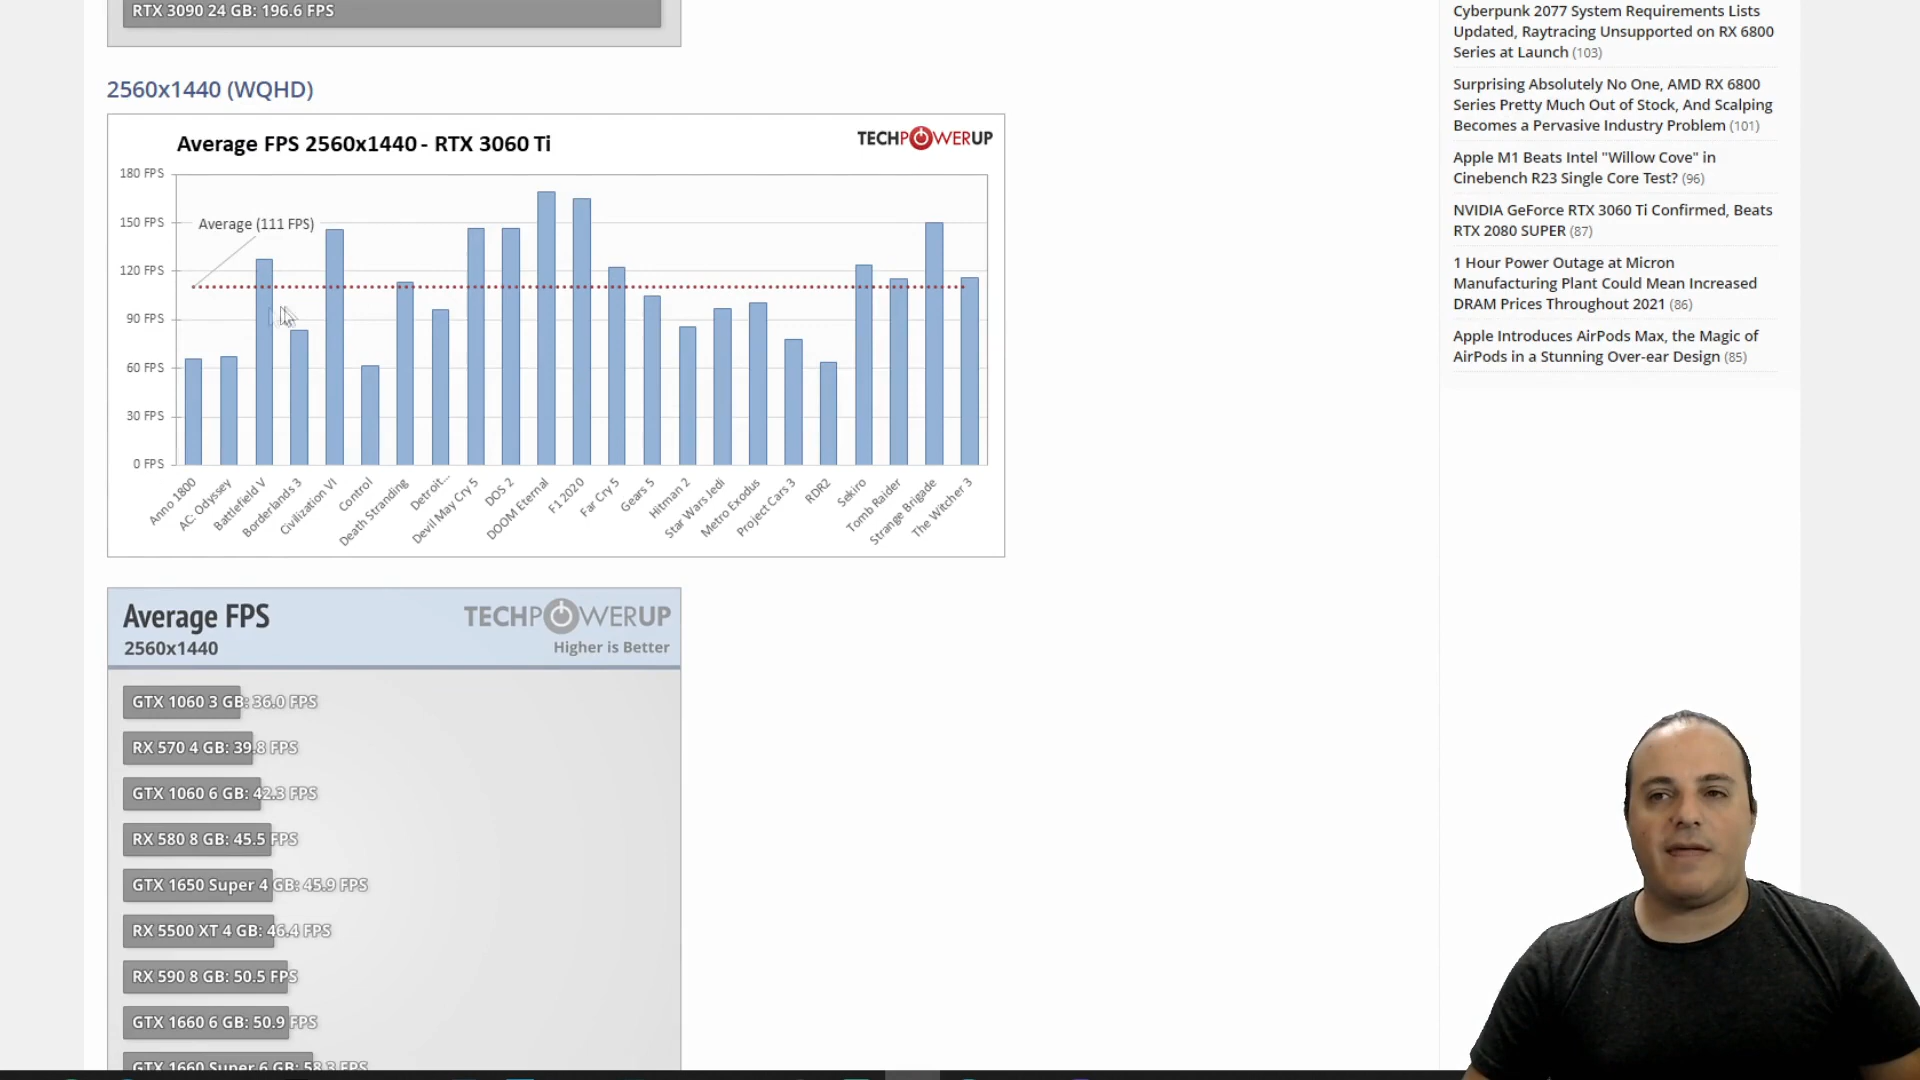 RTX 3090 24 GB: 196.6 FPS
2560x1440 (WQHD)
Average FPS 2560x1440 - RTX 3060 Ti
TECHPOWERUP
180 FPS
150 FPS
120 FPS
90 FPS
60 FPS
30 FPS
0 FPS
Average (111 FPS)
Anno 1800
AC: Odyssey
Battlefield V
Borderlands 3
Civilization VI
Control
Death Stranding
Detroit...
Devil May Cry 5
DOS 2
DOOM Eternal
F1 2020
Far Cry 5
Gears 5
Hitman 2
Star Wars Jedi
Metro Exodus
Project Cars 3
RDR2
Sekiro
Tomb Raider
Strange Brigade
The Witcher 3
Average FPS
2560x1440
TECHPOWERUP
Higher is Better
GTX 1060 3 GB: 36.0 FPS
RX 570 4 GB: 39.8 FPS
GTX 1060 6 GB: 42.3 FPS
RX 580 8 GB: 45.5 FPS
GTX 1650 Super 4 GB: 45.9 FPS
RX 5500 XT 4 GB: 46.4 FPS
RX 590 8 GB: 50.5 FPS
GTX 1660 6 GB: 50.9 FPS
GTX 1660 Super 6 GB: 58.3 FPS
Cyberpunk 2077 System Requirements Lists
Updated, Raytracing Unsupported on RX 6800
Series at Launch (103)
Surprising Absolutely No One, AMD RX 6800
Series Pretty Much Out of Stock, And Scalping
Becomes a Pervasive Industry Problem (101)
Apple M1 Beats Intel "Willow Cove" in
Cinebench R23 Single Core Test? (96)
NVIDIA GeForce RTX 3060 Ti Confirmed, Beats
RTX 2080 SUPER (87)
1 Hour Power Outage at Micron
Manufacturing Plant Could Mean Increased
DRAM Prices Throughout 2021 (86)
Apple Introduces AirPods Max, the Magic of
AirPods in a Stunning Over-ear Design (85)